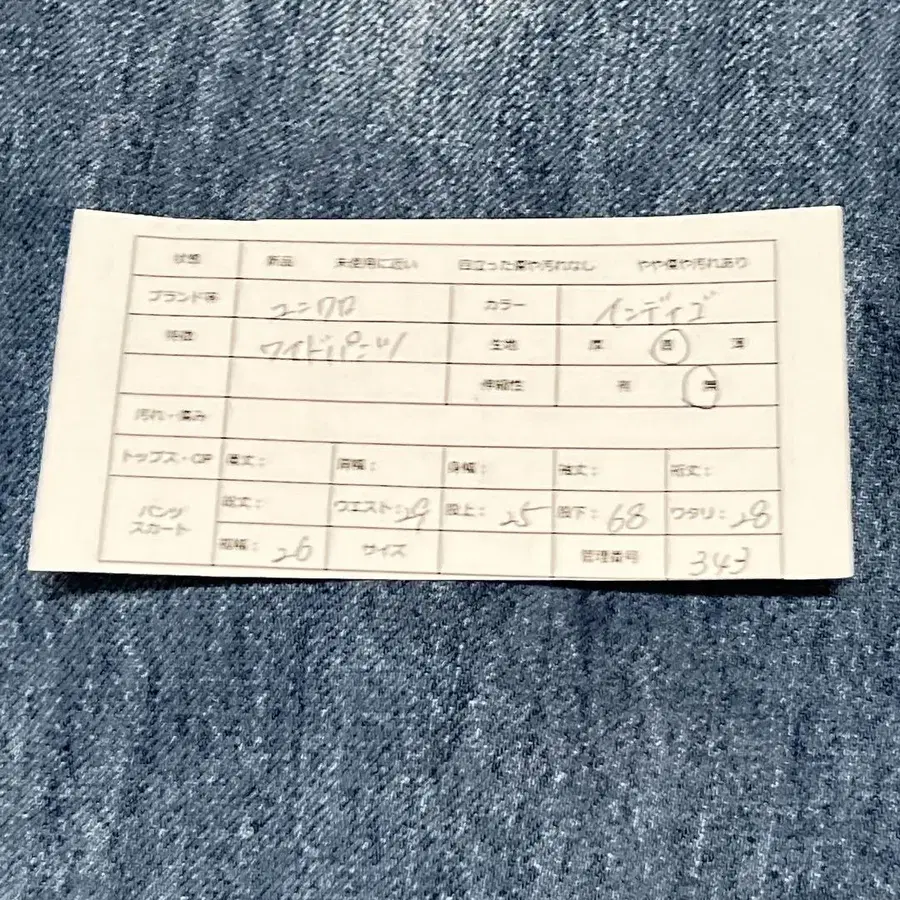 状態 新品 未使用に近い 目立った傷や汚れなし やや傷や汚れあり
ブランド名 ユニクロ カラー インディゴ
特徴 ワイドパンツ 生地 厚 普 薄
伸縮性 有 無
汚れ・傷み
トップス・OP 着丈： 肩幅： 身幅： 袖丈： 裄丈：
パンツ スカート 総丈： ウエスト：29 股上：25 股下：68 ワタリ：28
裾幅：26 サイズ 管理番号 343